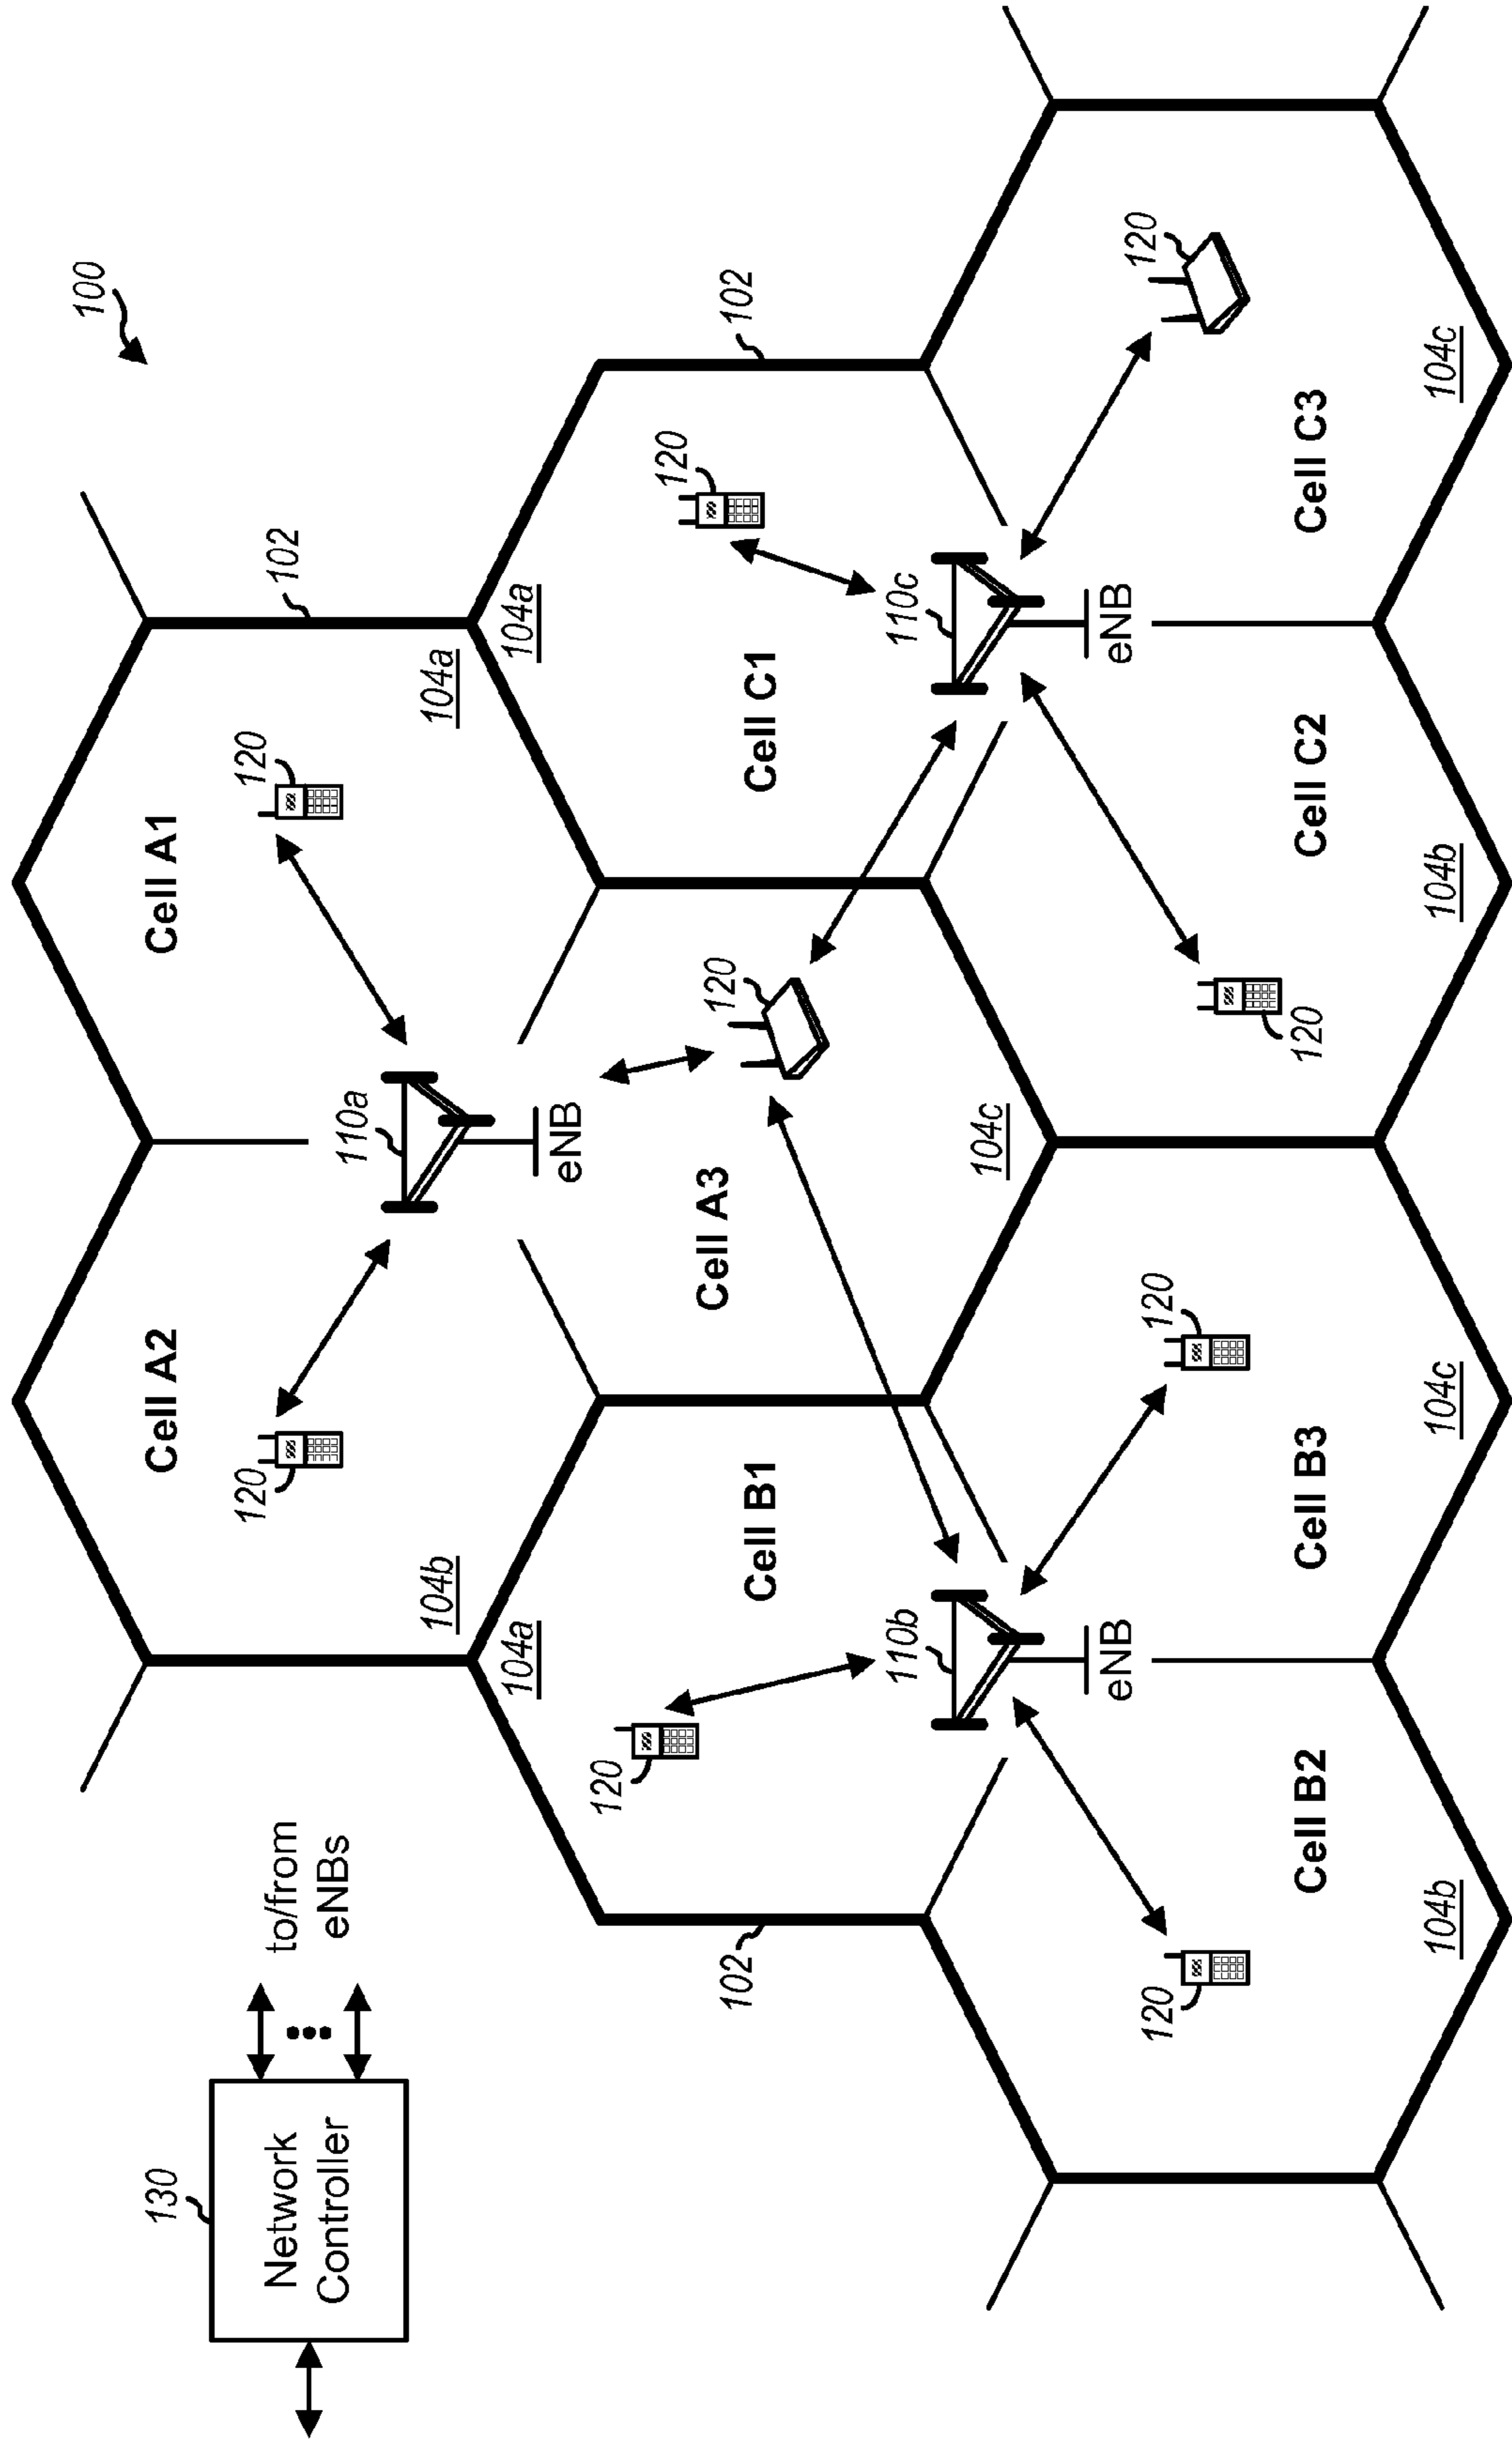 100
130
Network
Controller
to/from
eNBs
102
Cell A2
Cell A1
120
120
110a
eNB
104b
104a
104a
104a
102
102
120
Cell B1
Cell A3
120
Cell C1
120
110b
eNB
104c
110c
eNB
120
120
120
120
Cell B2
Cell B3
Cell C2
Cell C3
104b
104c
104b
104c